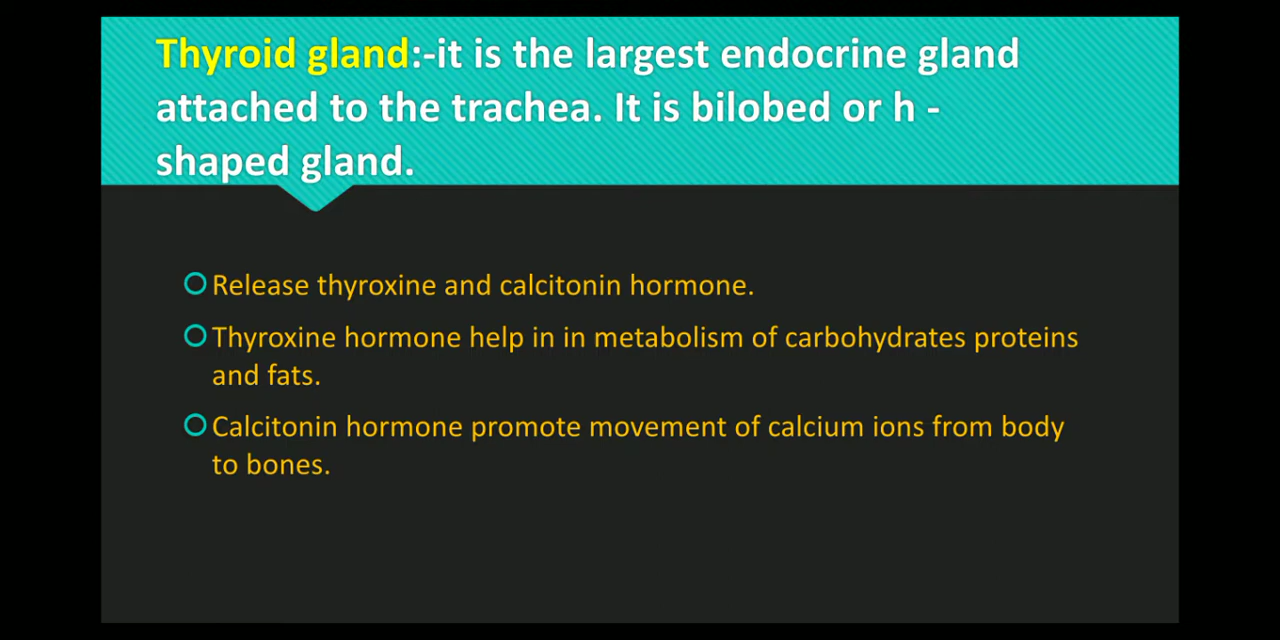 Thyroid gland:-it is the largest endocrine gland
attached to the trachea. It is bilobed or h -
shaped gland.
Release thyroxine and calcitonin hormone.
Thyroxine hormone help in in metabolism of carbohydrates proteins
and fats.
Calcitonin hormone promote movement of calcium ions from body
to bones.